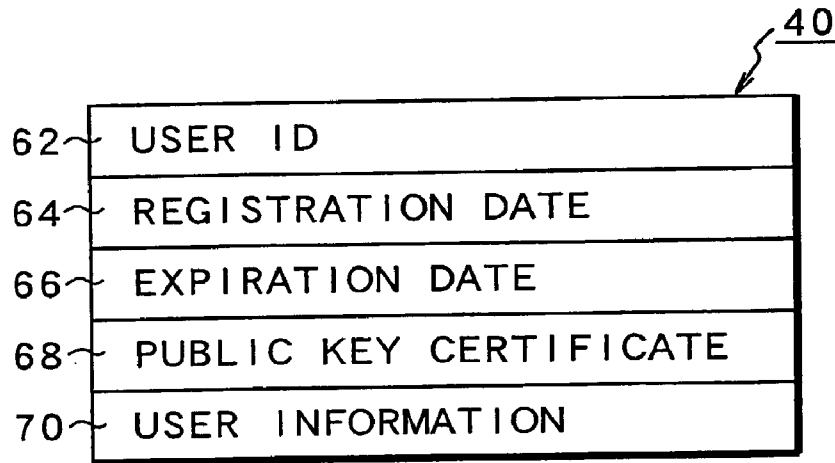 40
62 USER ID
64 REGISTRATION DATE
66 EXPIRATION DATE
68 PUBLIC KEY CERTIFICATE
70 USER INFORMATION